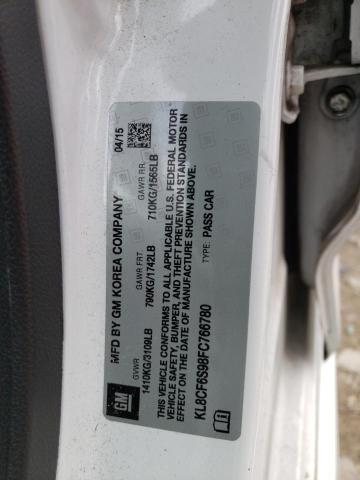 MFD BY GM KOREA COMPANY 04/15
GVWR GAWR FRT. GAWR RR.
1410KG/3109LB 790KG/1742LB 710KG/1565LB
THIS VEHICLE CONFORMS TO ALL APPLICABLE U.S. FEDERAL MOTOR
VEHICLE SAFETY, BUMPER, AND THEFT PREVENTION STANDARDS IN
EFFECT ON THE DATE OF MANUFACTURE SHOWN ABOVE.
TYPE: PASS CAR
KL8CF6S98FC766780
GM